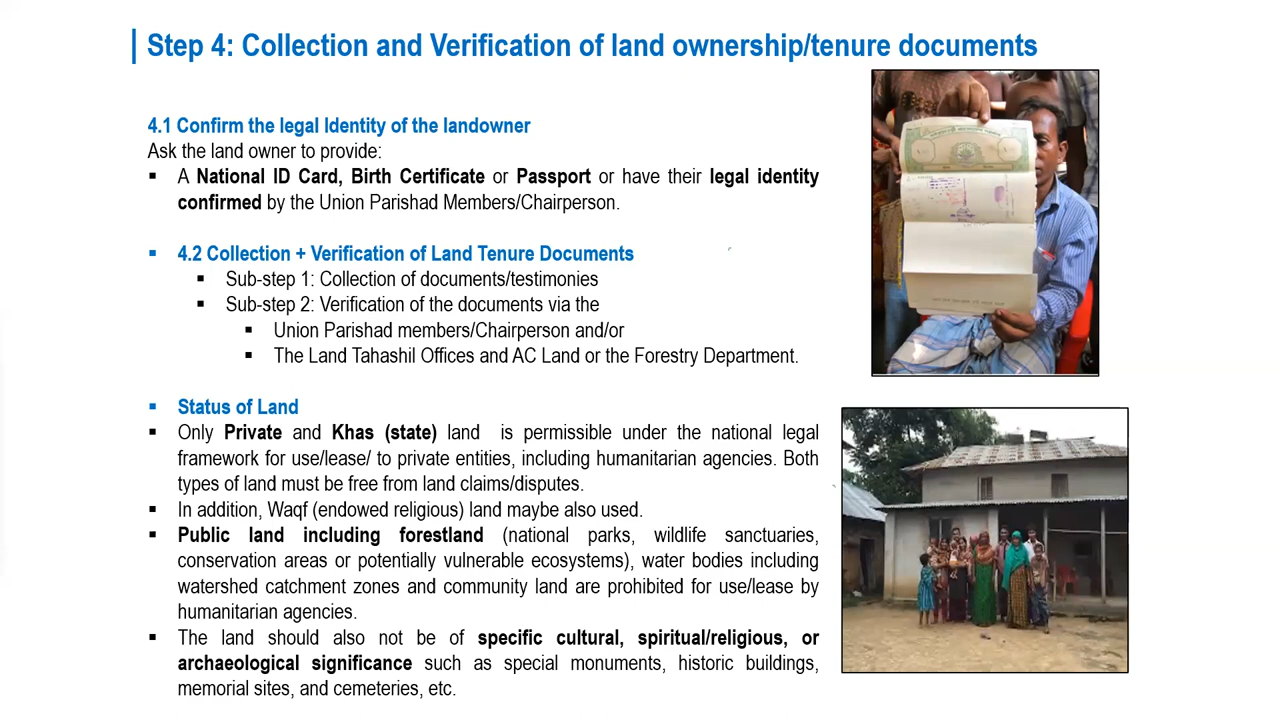 Step 4: Collection and Verification of land ownership/tenure documents
4.1 Confirm the legal Identity of the landowner
Ask the land owner to provide:
▪ A National ID Card, Birth Certificate or Passport or have their legal identity
confirmed by the Union Parishad Members/Chairperson.
▪ 4.2 Collection + Verification of Land Tenure Documents
▪ Sub-step 1: Collection of documents/testimonies
▪ Sub-step 2: Verification of the documents via the
▪ Union Parishad members/Chairperson and/or
▪ The Land Tahashil Offices and AC Land or the Forestry Department.
▪ Status of Land
▪ Only Private and Khas (state) land is permissible under the national legal
framework for use/lease/ to private entities, including humanitarian agencies. Both
types of land must be free from land claims/disputes.
▪ In addition, Waqf (endowed religious) land maybe also used.
▪ Public land including forestland (national parks, wildlife sanctuaries,
conservation areas or potentially vulnerable ecosystems), water bodies including
watershed catchment zones and community land are prohibited for use/lease by
humanitarian agencies.
▪ The land should also not be of specific cultural, spiritual/religious, or
archaeological significance such as special monuments, historic buildings,
memorial sites, and cemeteries, etc.